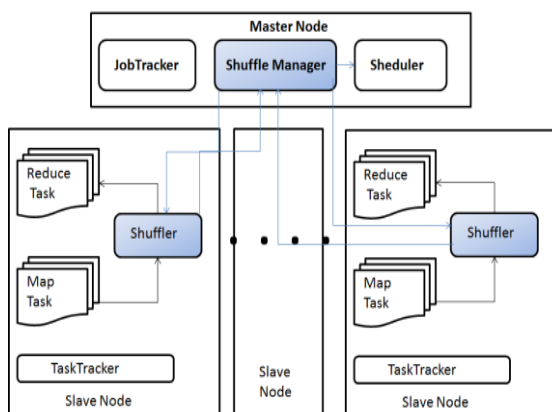 Master Node
JobTracker
Shuffle Manager
Sheduler
Reduce
Task
Shuffler
Map
Task
TaskTracker
Slave Node
Slave
Node
Reduce
Task
Shuffler
Map
Task
TaskTracker
Slave Node